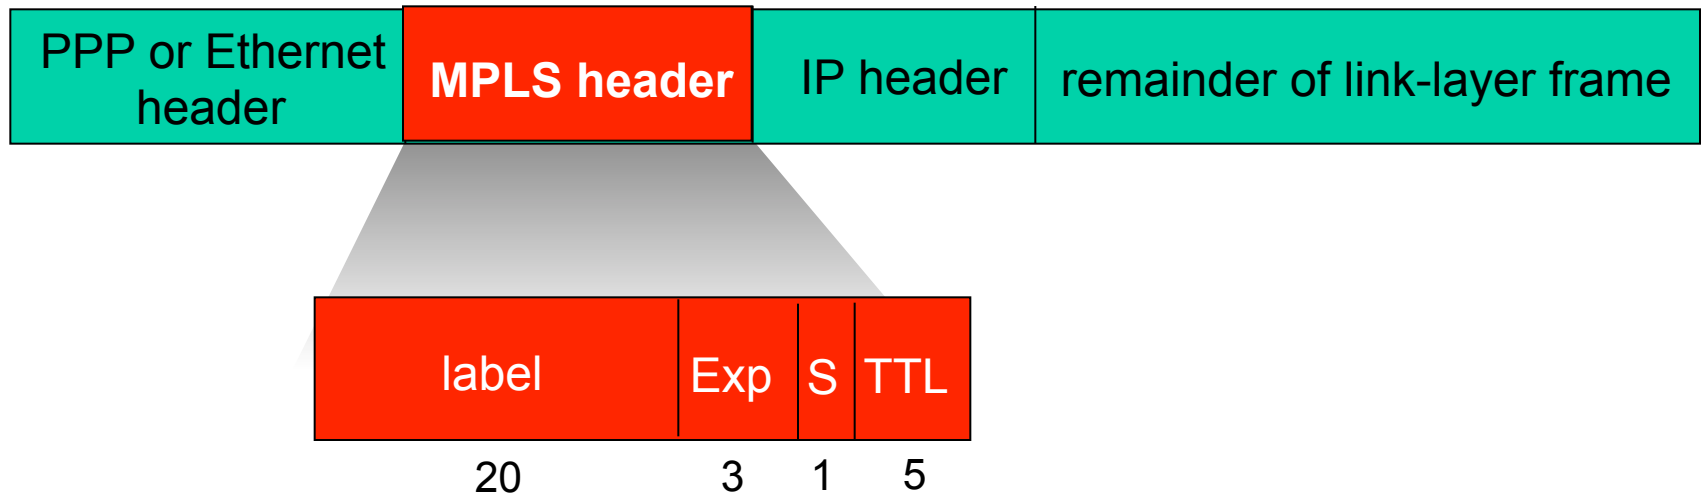 PPP or Ethernet
header
MPLS header
IP header
remainder of link-layer frame
label
Exp
S
TTL
20
3
1
5